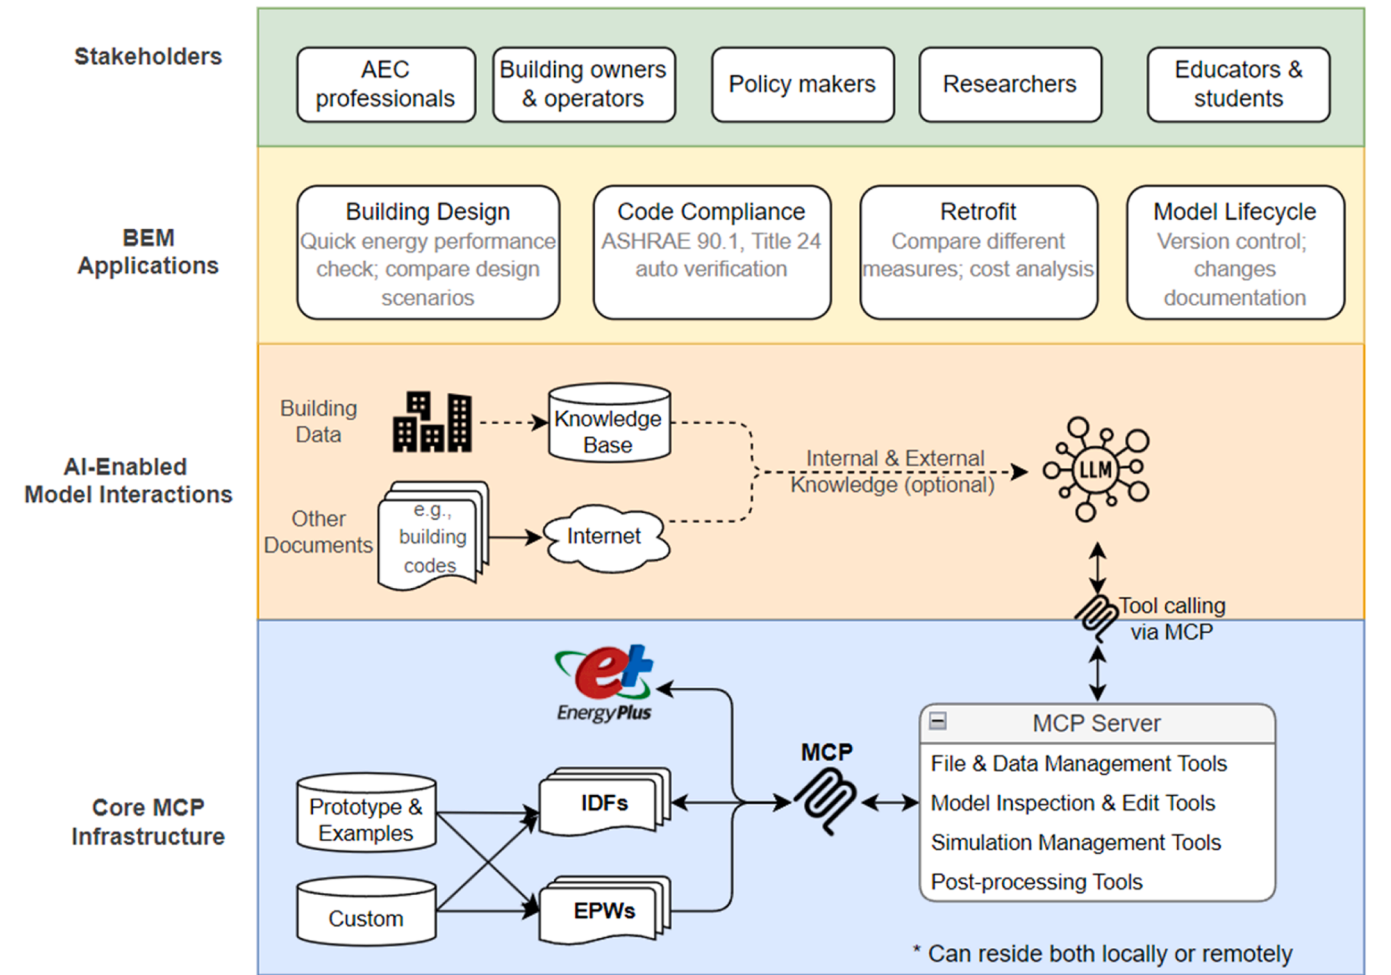 Stakeholders
AEC
professionals
Building owners
& operators
Policy makers
Researchers
Educators &
students
BEM
Applications
Building Design
Quick energy performance
check; compare design
scenarios
Code Compliance
ASHRAE 90.1, Title 24
auto verification
Retrofit
Compare different
measures; cost analysis
Model Lifecycle
Version control;
changes
documentation
AI-Enabled
Model Interactions
Building
Data
Knowledge
Base
Other
Documents
e.g.,
building
codes
Internet
Internal & External
Knowledge (optional)
LLM
Tool calling
via MCP
Core MCP
Infrastructure
e+
EnergyPlus
Prototype &
Examples
Custom
IDFs
EPWs
MCP
MCP Server
File & Data Management Tools
Model Inspection & Edit Tools
Simulation Management Tools
Post-processing Tools
* Can reside both locally or remotely